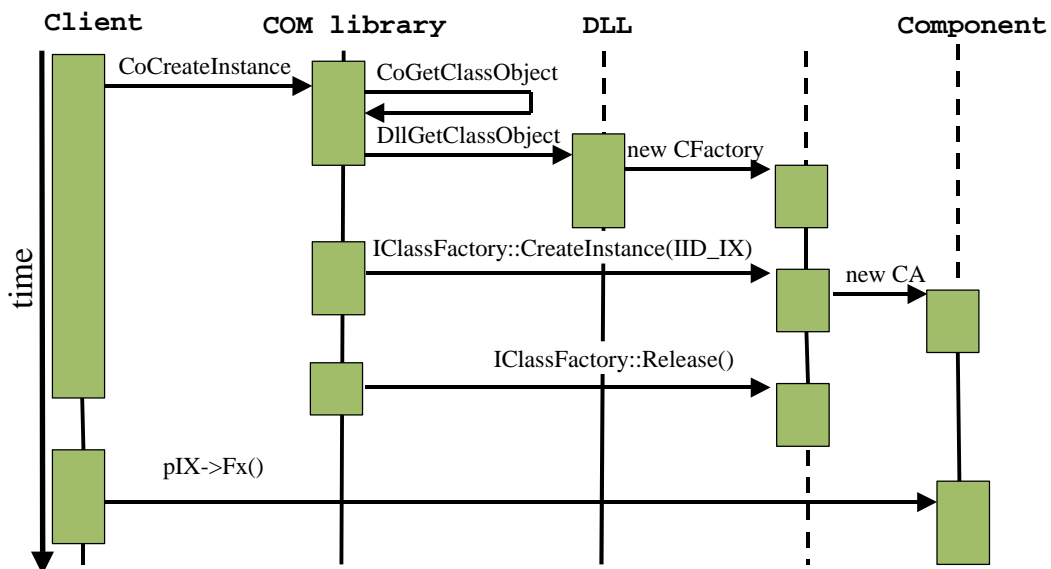 Client
COM library
DLL
Component
CoCreateInstance
CoGetClassObject
DllGetClassObject
new CFactory
IClassFactory::CreateInstance(IID_IX)
new CA
time
IClassFactory::Release()
pIX->Fx()